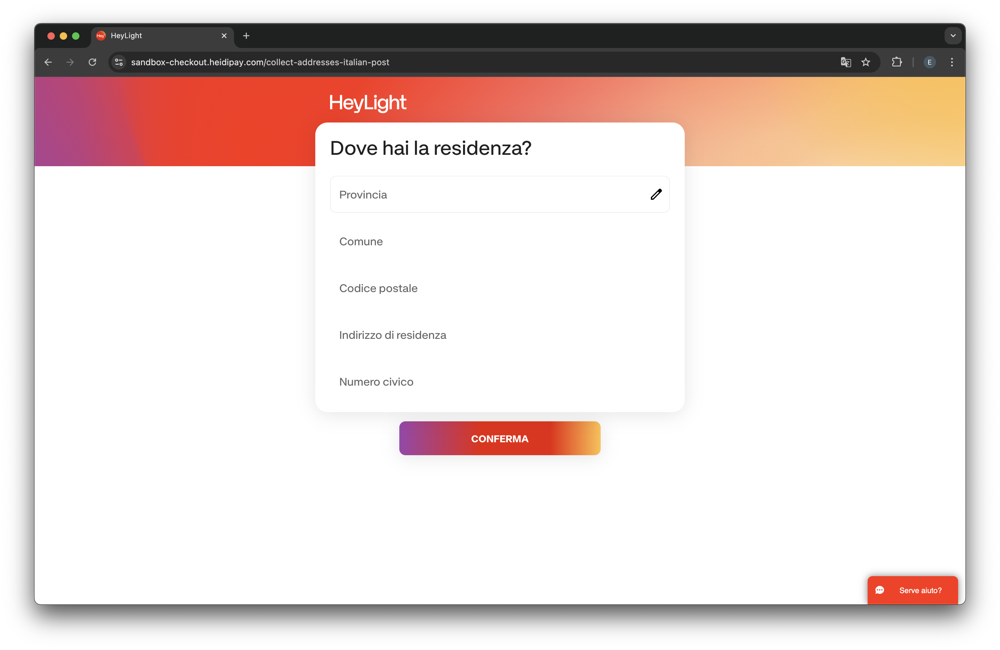 Hey
HeyLight
sandbox-checkout.heidipay.com/collect-addresses-italian-post
E
HeyLight
Dove hai la residenza?
Provincia
Comune
Codice postale
Indirizzo di residenza
Numero civico
CONFERMA
Serve aiuto?